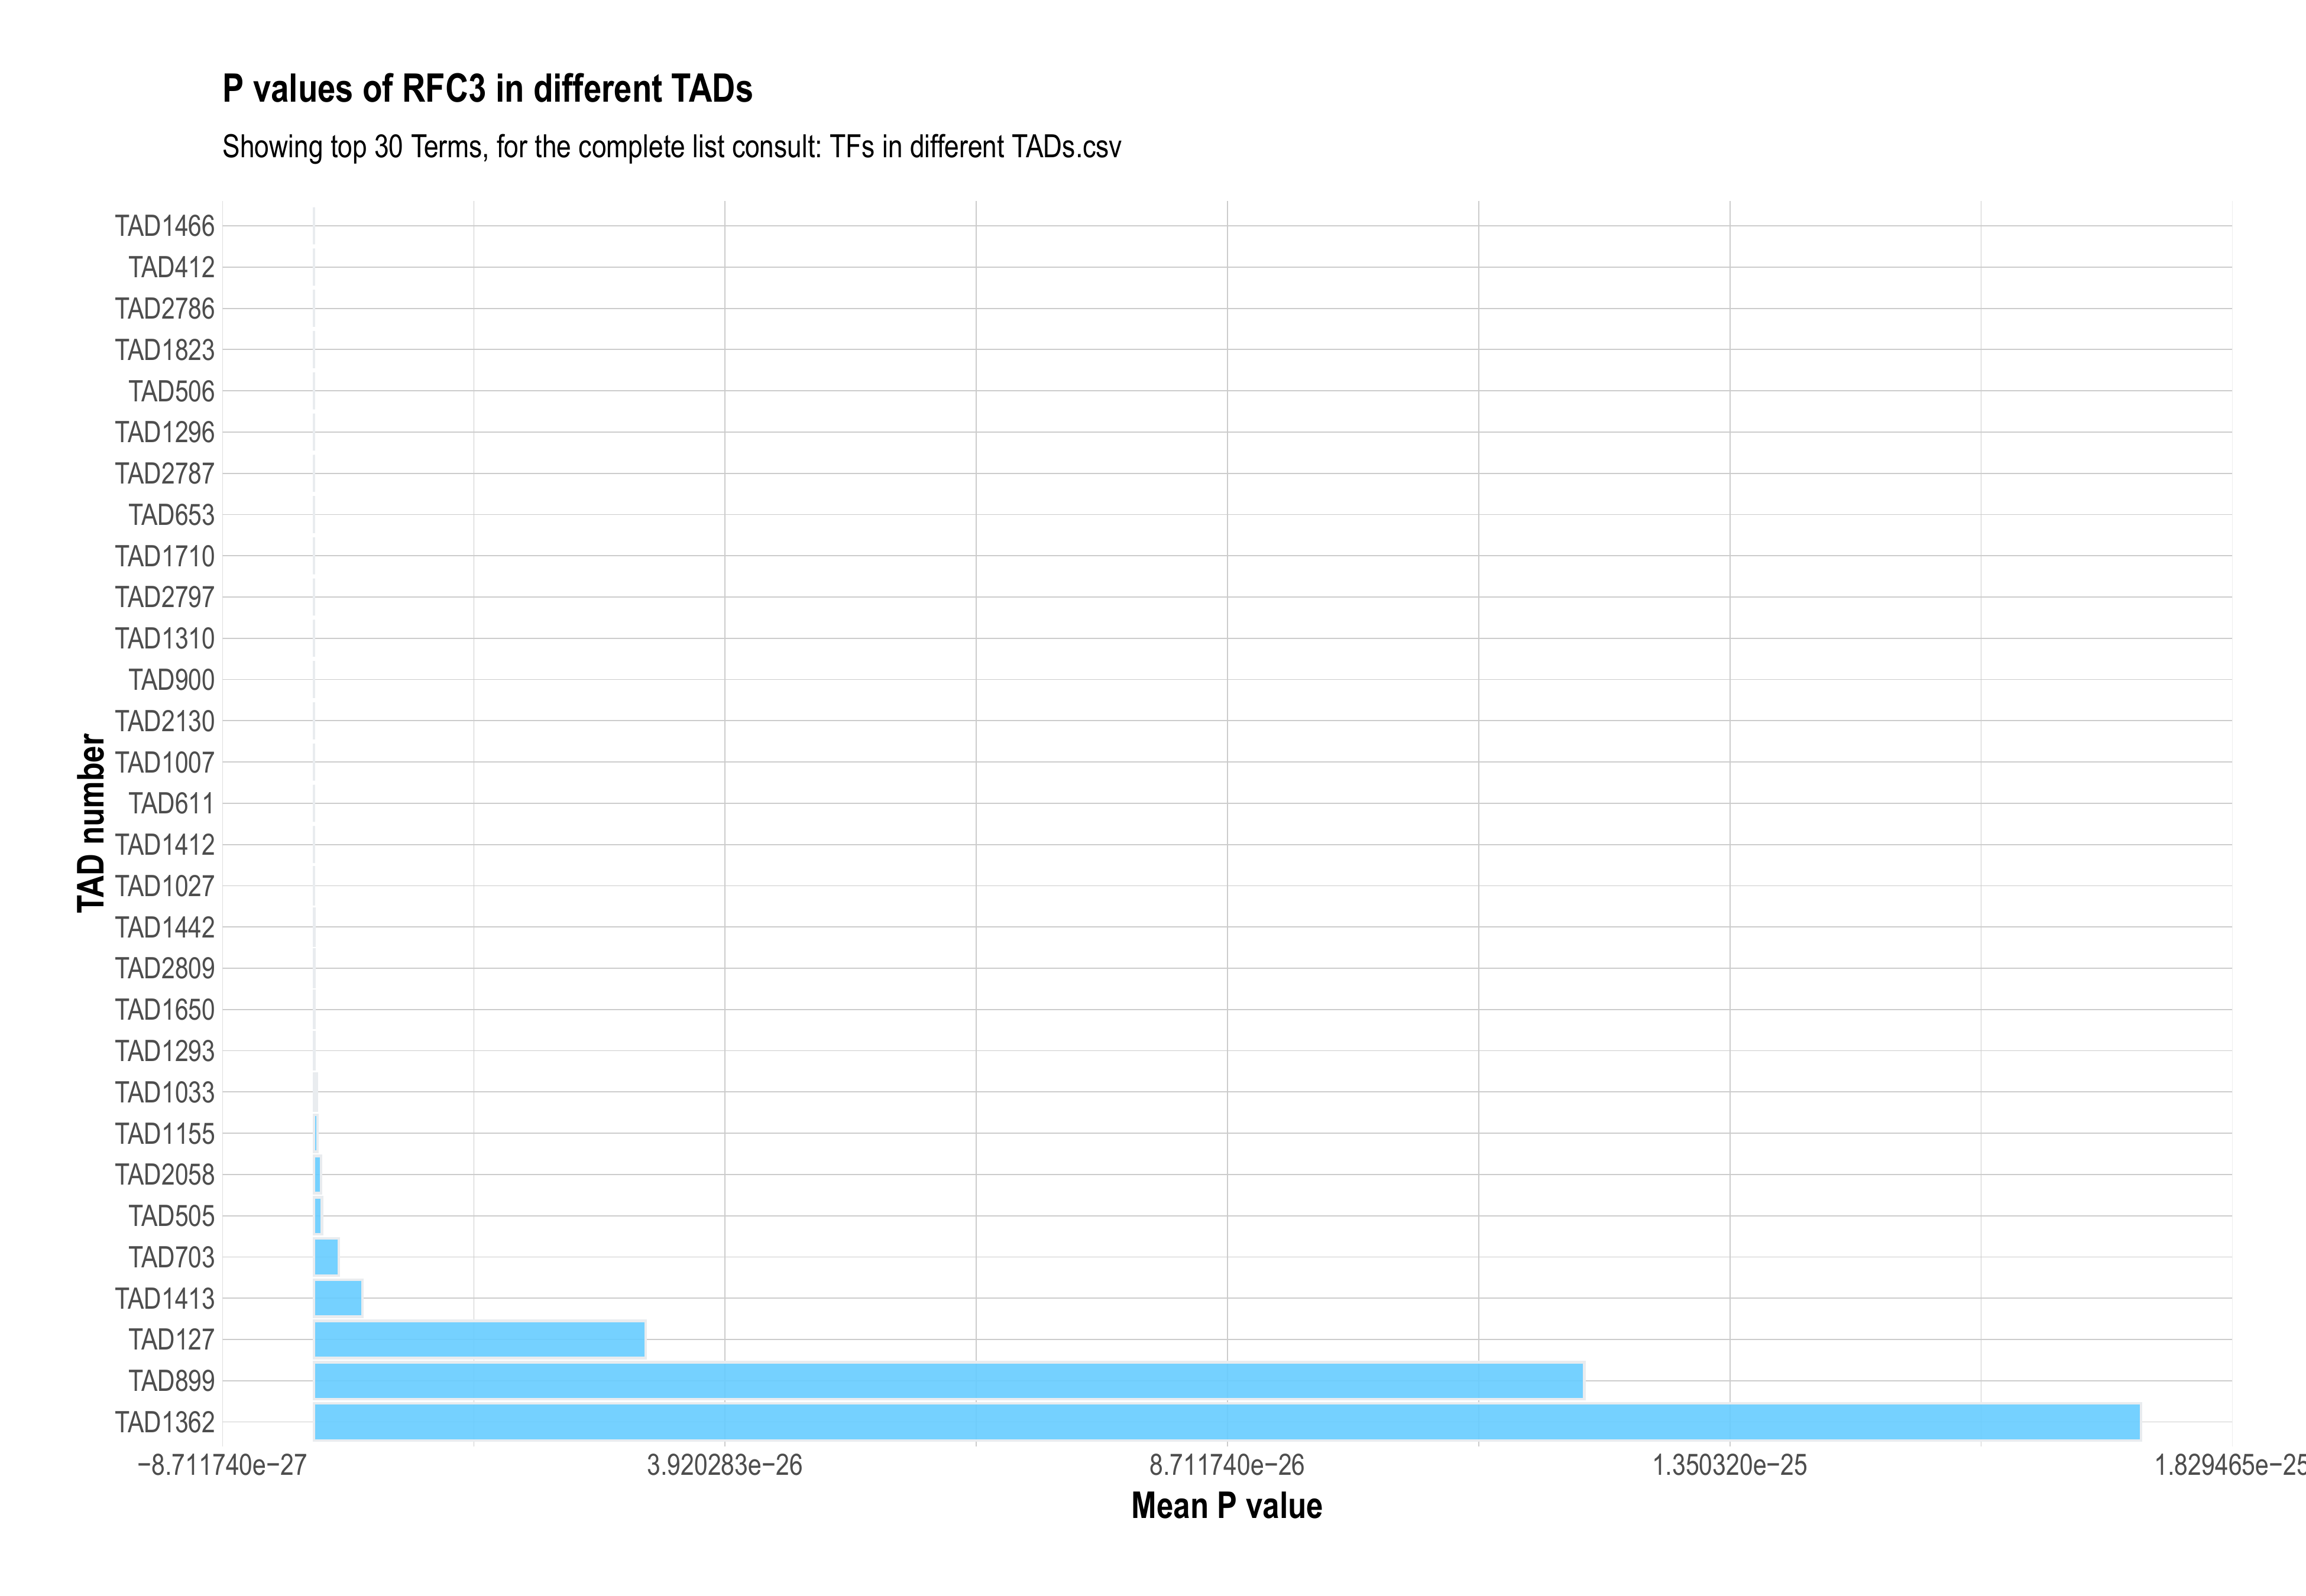 P values of RFC3 in different TADs
Showing top 30 Terms, for the complete list consult: TFs in different TADs.csv
TAD number
TAD1466
TAD412
TAD2786
TAD1823
TAD506
TAD1296
TAD2787
TAD653
TAD1710
TAD2797
TAD1310
TAD900
TAD2130
TAD1007
TAD611
TAD1412
TAD1027
TAD1442
TAD2809
TAD1650
TAD1293
TAD1033
TAD1155
TAD2058
TAD505
TAD703
TAD1413
TAD127
TAD899
TAD1362
−8.711740e−27 3.920283e−26 8.711740e−26 1.350320e−25 1.829465e−25
Mean P value